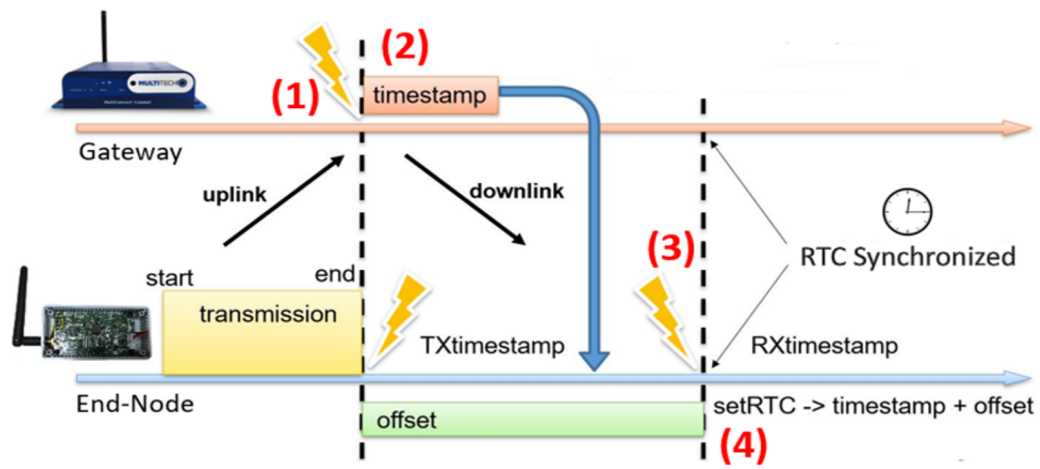 (2)
(1)
timestamp
MULTITECH
Gateway
uplink
downlink
(3)
start
end
RTC Synchronized
transmission
TXtimestamp
RXtimestamp
End-Node
offset
setRTC -> timestamp + offset
(4)